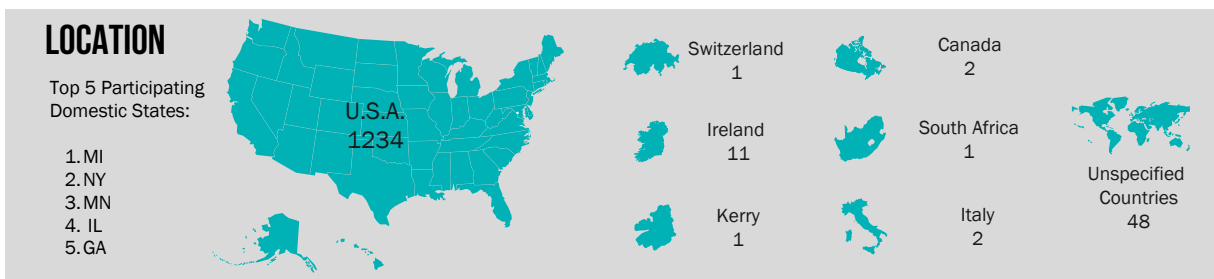 LOCATION
Top 5 Participating
Domestic States:
1. MI
2. NY
3. MN
4. IL
5. GA
U.S.A.
1234
Switzerland
1
Ireland
11
Kerry
1
Canada
2
South Africa
1
Italy
2
Unspecified
Countries
48